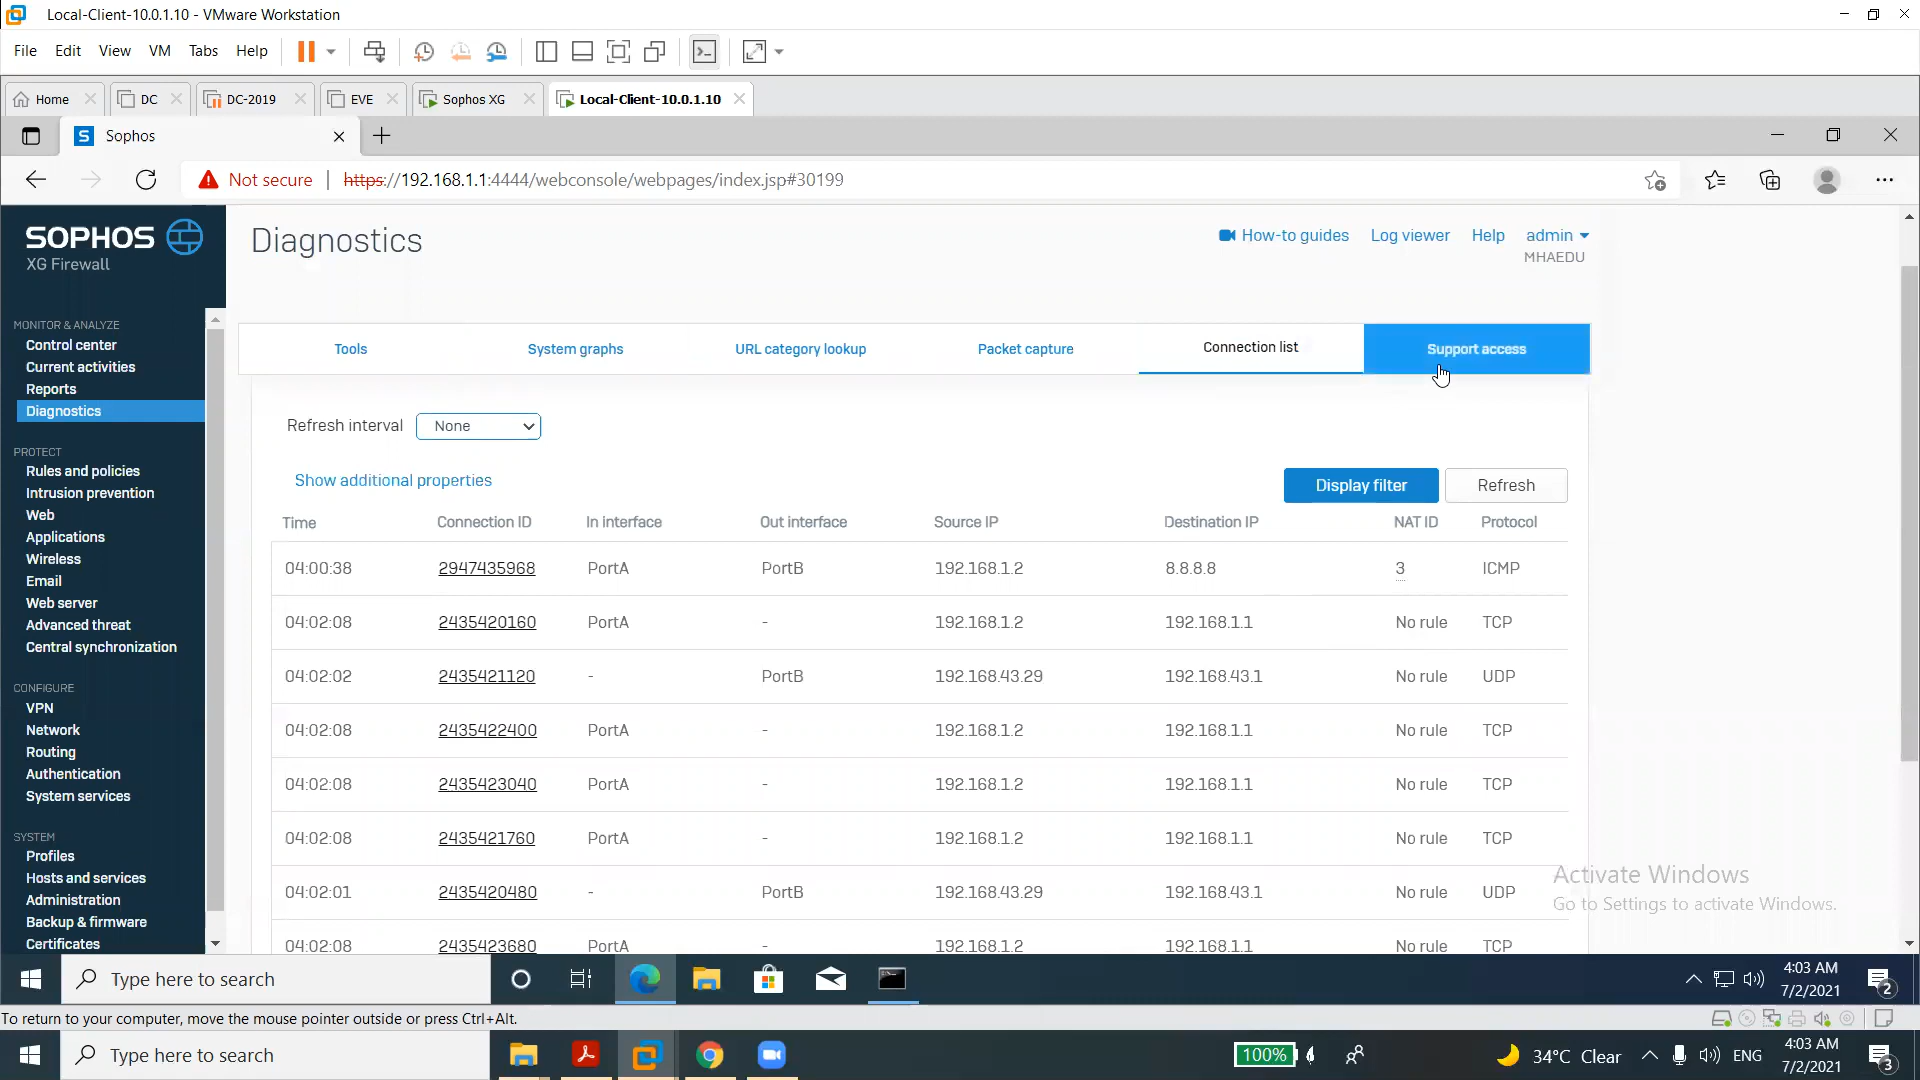 Local-Client-10.0.1.10 - VMware Workstation
File Edit View VM Tabs Help
Home DC DC-2019 EVE Sophos XG Local-Client-10.0.1.10
S Sophos
Not secure | https://192.168.1.1:4444/webconsole/webpages/index.jsp#30199
SOPHOS
XG Firewall
Diagnostics
How-to guides Log viewer Help admin
MHAEDU
MONITOR & ANALYZE
Control center
Current activities
Reports
Diagnostics
PROTECT
Rules and policies
Intrusion prevention
Web
Applications
Wireless
Email
Web server
Advanced threat
Central synchronization
CONFIGURE
VPN
Network
Routing
Authentication
System services
SYSTEM
Profiles
Hosts and services
Administration
Backup & firmware
Certificates
Tools System graphs URL category lookup Packet capture Connection list Support access
Refresh interval None
Show additional properties Display filter Refresh
Time Connection ID In interface Out interface Source IP Destination IP NAT ID Protocol
04:00:38 2947435968 PortA PortB 192.168.1.2 8.8.8.8 3 ICMP
04:02:08 2435420160 PortA - 192.168.1.2 192.168.1.1 No rule TCP
04:02:02 2435421120 - PortB 192.168.43.29 192.168.43.1 No rule UDP
04:02:08 2435422400 PortA - 192.168.1.2 192.168.1.1 No rule TCP
04:02:08 2435423040 PortA - 192.168.1.2 192.168.1.1 No rule TCP
04:02:08 2435421760 PortA - 192.168.1.2 192.168.1.1 No rule TCP
04:02:01 2435420480 - PortB 192.168.43.29 192.168.43.1 No rule UDP
04:02:08 2435423680 PortA - 192.168.1.2 192.168.1.1 No rule TCP
Activate Windows
Go to Settings to activate Windows.
Type here to search 4:03 AM
7/2/2021 2
To return to your computer, move the mouse pointer outside or press Ctrl+Alt.
Type here to search 100% 34°C Clear ENG 4:03 AM
7/2/2021 3